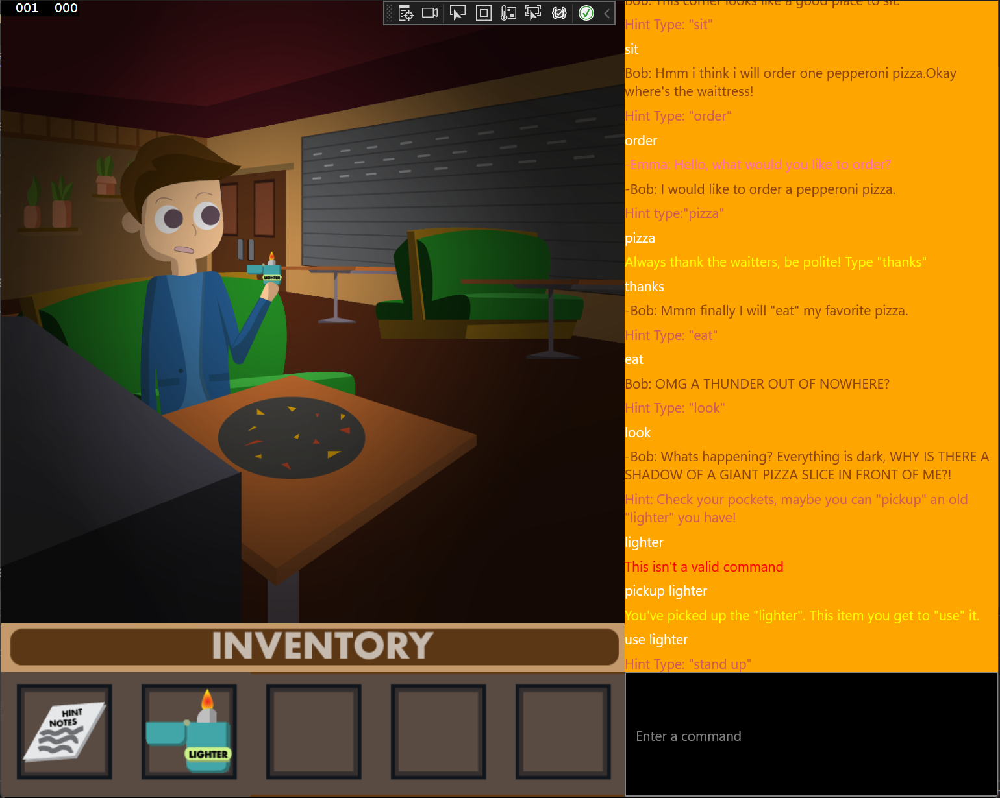 001 000
Bob: This corner looks like a good place to sit.
Hint Type: "sit"
sit
Bob: Hmm i think i will order one pepperoni pizza.Okay
where's the waittress!
Hint Type: "order"
order
-Emma: Hello, what would you like to order?
-Bob: I would like to order a pepperoni pizza.
Hint type:"pizza"
pizza
Always thank the waitters, be polite! Type "thanks"
thanks
-Bob: Mmm finally I will "eat" my favorite pizza.
Hint Type: "eat"
eat
Bob: OMG A THUNDER OUT OF NOWHERE?
Hint Type: "look"
look
-Bob: Whats happening? Everything is dark, WHY IS THERE A
SHADOW OF A GIANT PIZZA SLICE IN FRONT OF ME?!
Hint: Check your pockets, maybe you can "pickup" an old
"lighter" you have!
lighter
This isn't a valid command
pickup lighter
You've picked up the "lighter". This item you get to "use" it.
use lighter
Hint Type: "stand up"
LIGHTER
INVENTORY
HINT
NOTES
LIGHTER
Enter a command